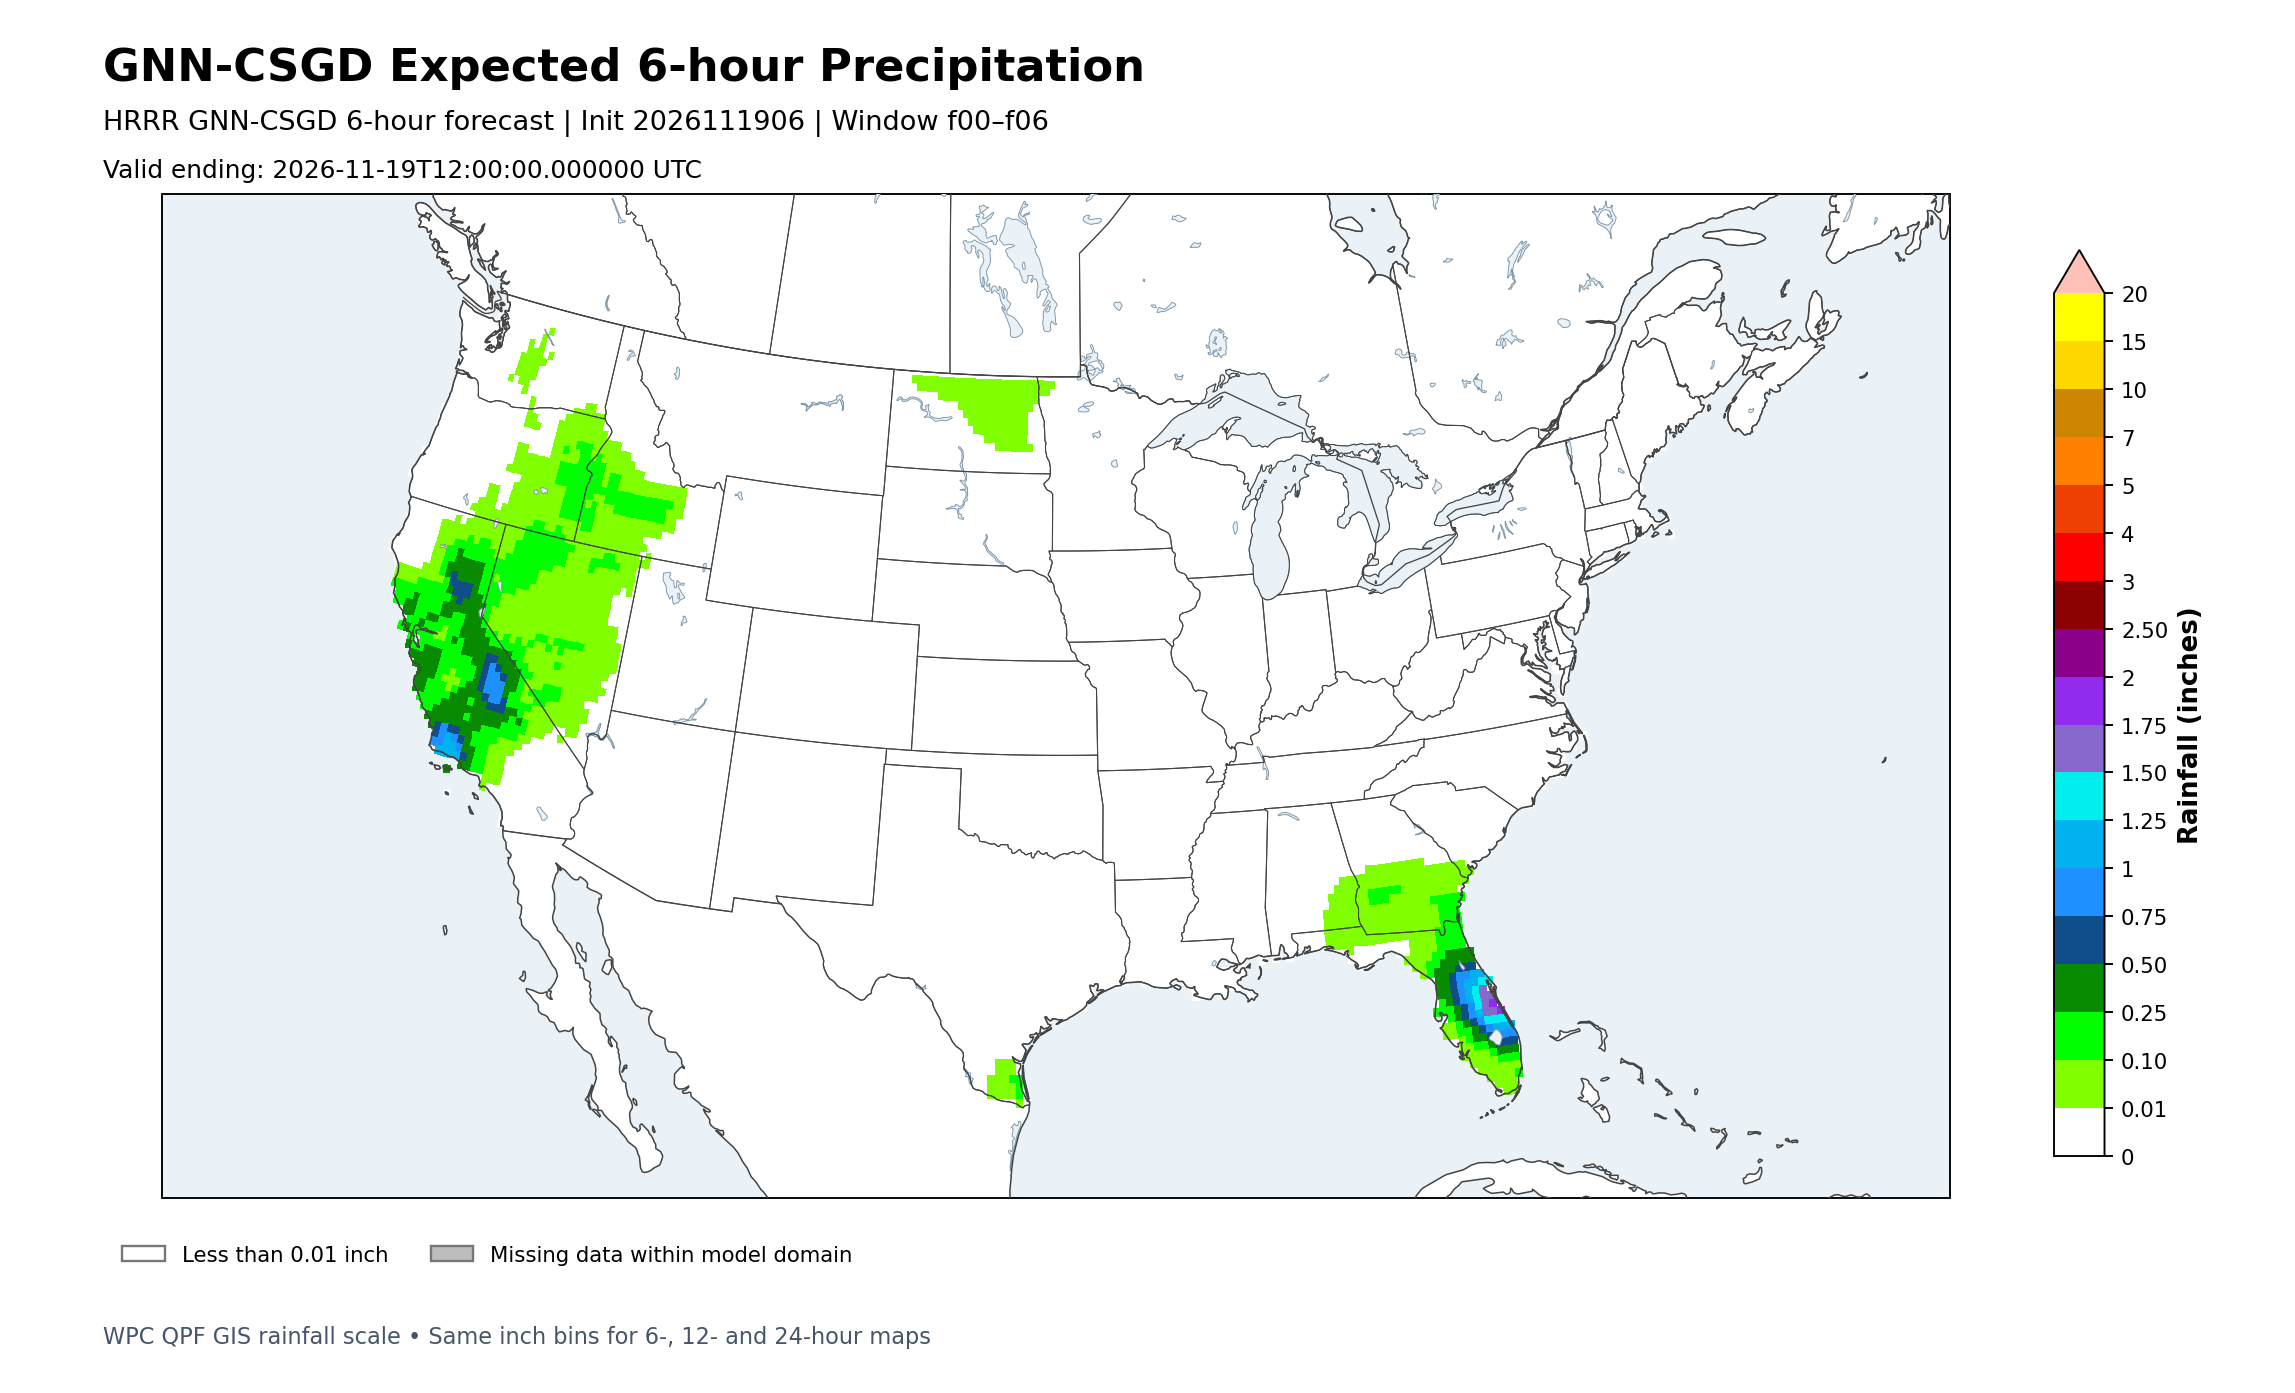 GNN-CSGD Expected 6-hour Precipitation
HRRR GNN-CSGD 6-hour forecast | Init 2026111906 | Window f00–f06
Valid ending: 2026-11-19T12:00:00.000000 UTC
20
15
10
7
5
4
3
2.50
2
1.75
1.50
1.25
1
0.75
0.50
0.25
0.10
0.01
0
Rainfall (inches)
Less than 0.01 inch
Missing data within model domain
WPC QPF GIS rainfall scale • Same inch bins for 6-, 12- and 24-hour maps